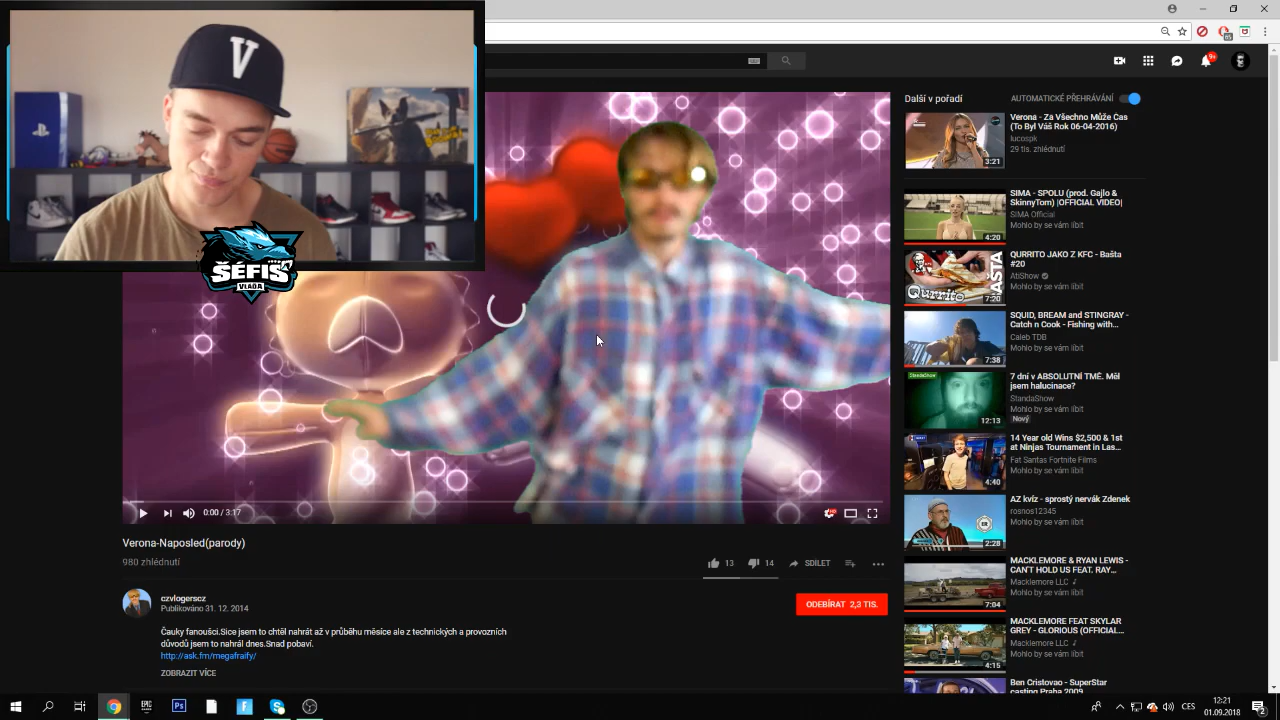 V
ŠÉFIS
VLAĎA
Další v pořadí
AUTOMATICKÉ PŘEHRÁVÁNÍ
9+
Verona - Za Všechno Může Čas
(To Byl Váš Rok 06-04-2016)
lucospk
29 tis. zhlédnutí
3:21
SIMA - SPOLU (prod. Gajlo &
SkinnyTom) |OFFICIAL VIDEO|
SIMA Official
Mohlo by se vám líbit
4:20
QURRITO JAKO Z KFC - Bašta
#20
AtiShow
Mohlo by se vám líbit
Qurrito
7:20
SQUID, BREAM and STINGRAY -
Catch n Cook - Fishing with...
Caleb TDB
Mohlo by se vám líbit
7:38
7 dní v ABSOLUTNÍ TMĚ. Měl
jsem halucinace?
StandaShow
Mohlo by se vám líbit
Nový
StandaShow
12:13
14 Year old Wins $2,500 & 1st
at Ninjas Tournament in Las...
Fat Santas Fortnite Films
Mohlo by se vám líbit
4:40
AZ kvíz - sprostý nervák Zdenek
rosnos12345
Mohlo by se vám líbit
2:28
MACKLEMORE & RYAN LEWIS -
CAN'T HOLD US FEAT. RAY...
Macklemore LLC
Mohlo by se vám líbit
7:04
MACKLEMORE FEAT SKYLAR
GREY - GLORIOUS (OFFICIAL...
Macklemore LLC
Mohlo by se vám líbit
4:15
Ben Cristovao - SuperStar
casting Praha 2009
0:00 / 3:17
HD
Verona-Naposled(parody)
980 zhlédnutí
13
14
SDÍLET
czvlogerscz
Publikováno 31. 12. 2014
ODEBÍRAT 2,3 TIS.
Čauky fanoušci.Sice jsem to chtěl nahrát až v průběhu měsíce ale z technických a provozních
důvodů jsem to nahrál dnes.Snad pobaví.
http://ask.fm/megafraify/
ZOBRAZIT VÍCE
EPIC
Ps
CES
12:21
01.09.2018
2